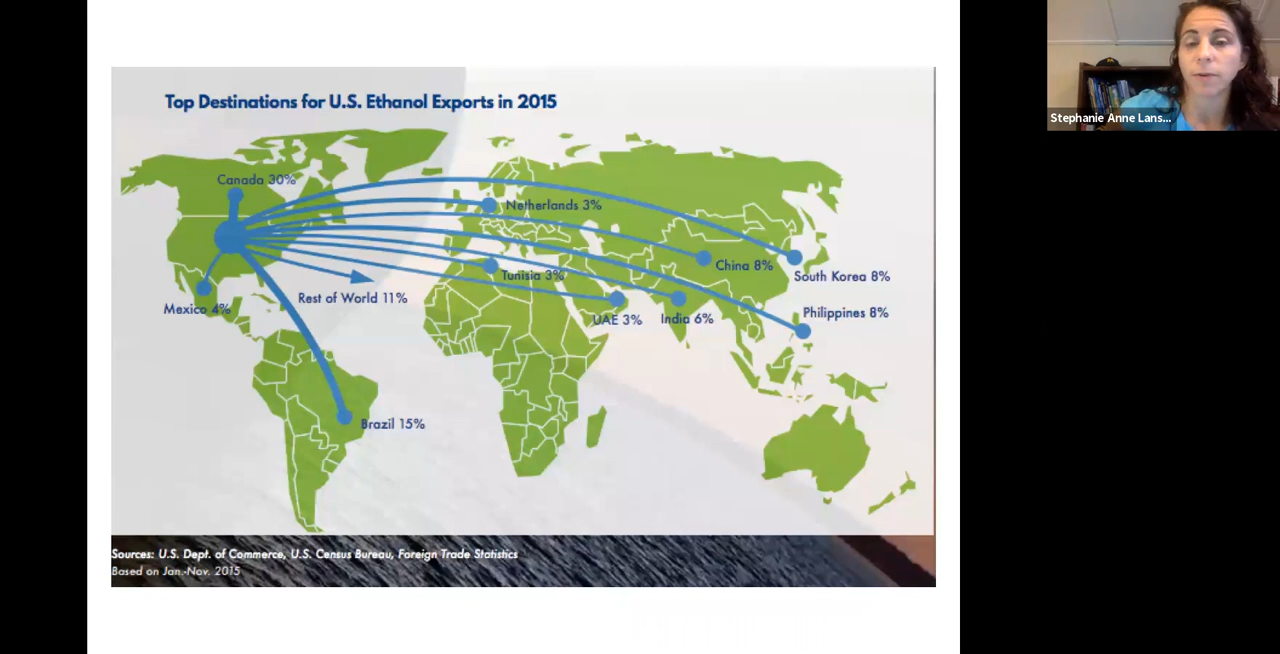 Top Destinations for U.S. Ethanol Exports in 2015
Stephanie Anne Lans...
Canada 30%
Netherlands 3%
China 8%
South Korea 8%
Tunisia 3%
Rest of World 11%
Mexico 4%
UAE 3%
India 6%
Philippines 8%
Brazil 15%
Sources: U.S. Dept. of Commerce, U.S. Census Bureau, Foreign Trade Statistics
Based on Jan.-Nov. 2015